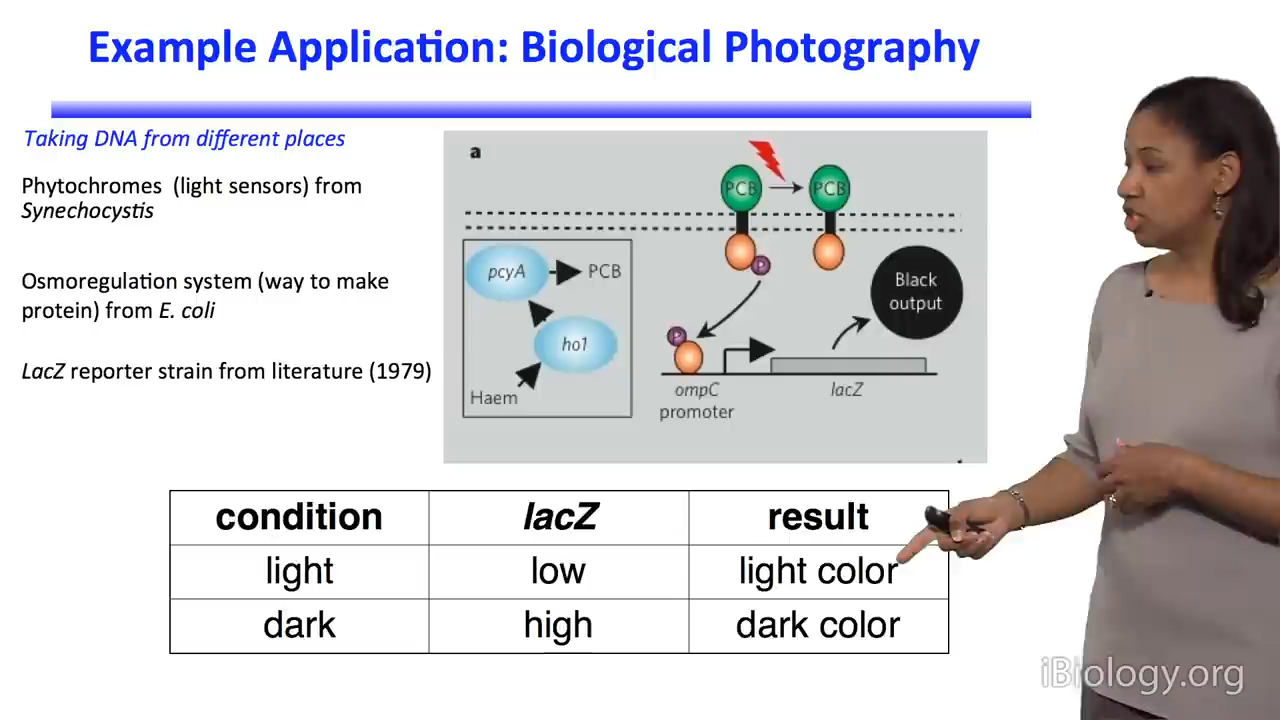 Example Application: Biological Photography
Taking DNA from different places
Phytochromes (light sensors) from
Synechocystis
Osmoregulation system (way to make
protein) from E. coli
LacZ reporter strain from literature (1979)
a
PCB PCB
pcyA PCB
ho1
Haem
P
P
Black
output
ompC
promoter
lacZ
condition lacZ result
light low light color
dark high dark color
iBiology.org